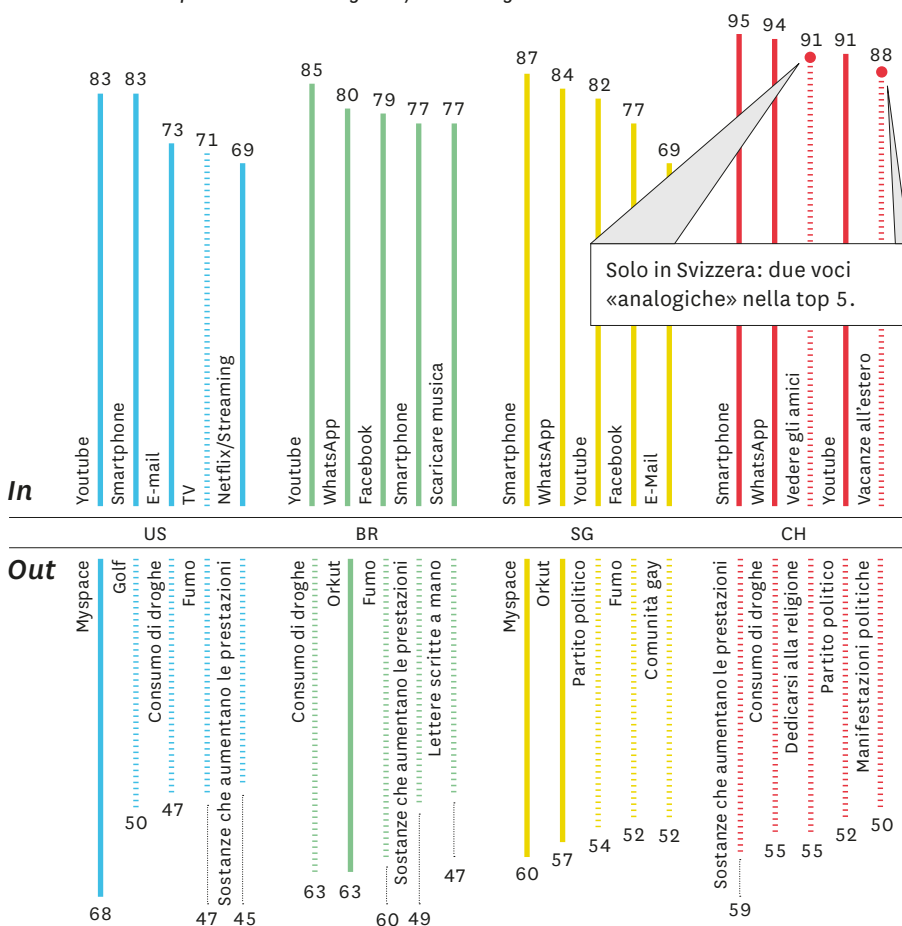 95
94
91
91
88
87
84
82
77
69
85
80
79
77
77
83
83
73
71
69
Solo in Svizzera: due voci
«analogiche» nella top 5.
In
Youtube
Smartphone
E-mail
TV
Netflix/Streaming
Youtube
WhatsApp
Facebook
Smartphone
Scaricare musica
Smartphone
WhatsApp
Youtube
Facebook
E-Mail
Smartphone
WhatsApp
Vedere gli amici
Youtube
Vacanze all'estero
US
BR
SG
CH
Out
Myspace
Golf
Consumo di droghe
Fumo
Sostanze che aumentano le prestazioni
Consumo di droghe
Orkut
Fumo
Sostanze che aumentano le prestazioni
Lettere scritte a mano
Myspace
Orkut
Partito politico
Fumo
Comunità gay
Sostanze che aumentano le prestazioni
Consumo di droghe
Dedicarsi alla religione
Partito politico
Manifestazioni politiche
68
50
47
47
45
63
63
60
49
47
60
57
54
52
52
59
55
55
52
50